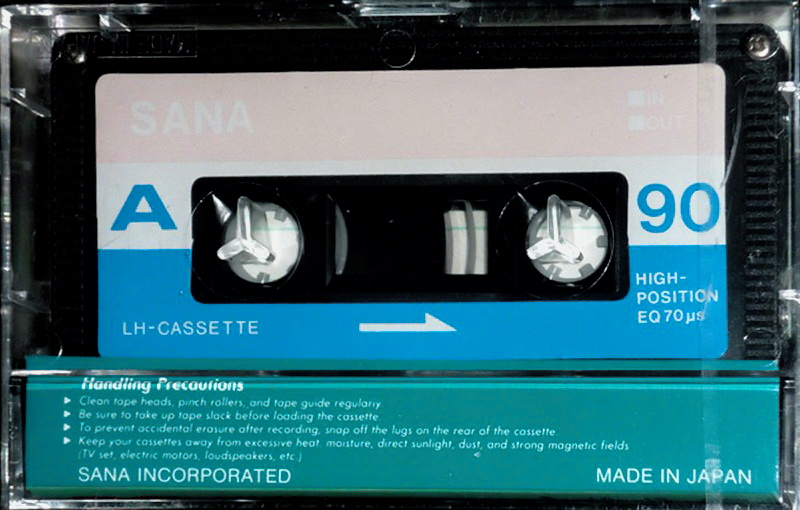 SANA
IN
OUT
A
90
HIGH-
POSITION
EQ 70 µs
LH-CASSETTE
Handling Precautions
Clean tape heads, pinch rollers, and tape guide regularly.
Be sure to take up tape slack before loading the cassette.
To prevent accidental erasure after recording, snap off the lugs on the rear of the cassette.
Keep your cassettes away from excessive heat, moisture, direct sunlight, dust, and strong magnetic fields
(TV set, electric motors, loudspeakers, etc.)
SANA INCORPORATED
MADE IN JAPAN